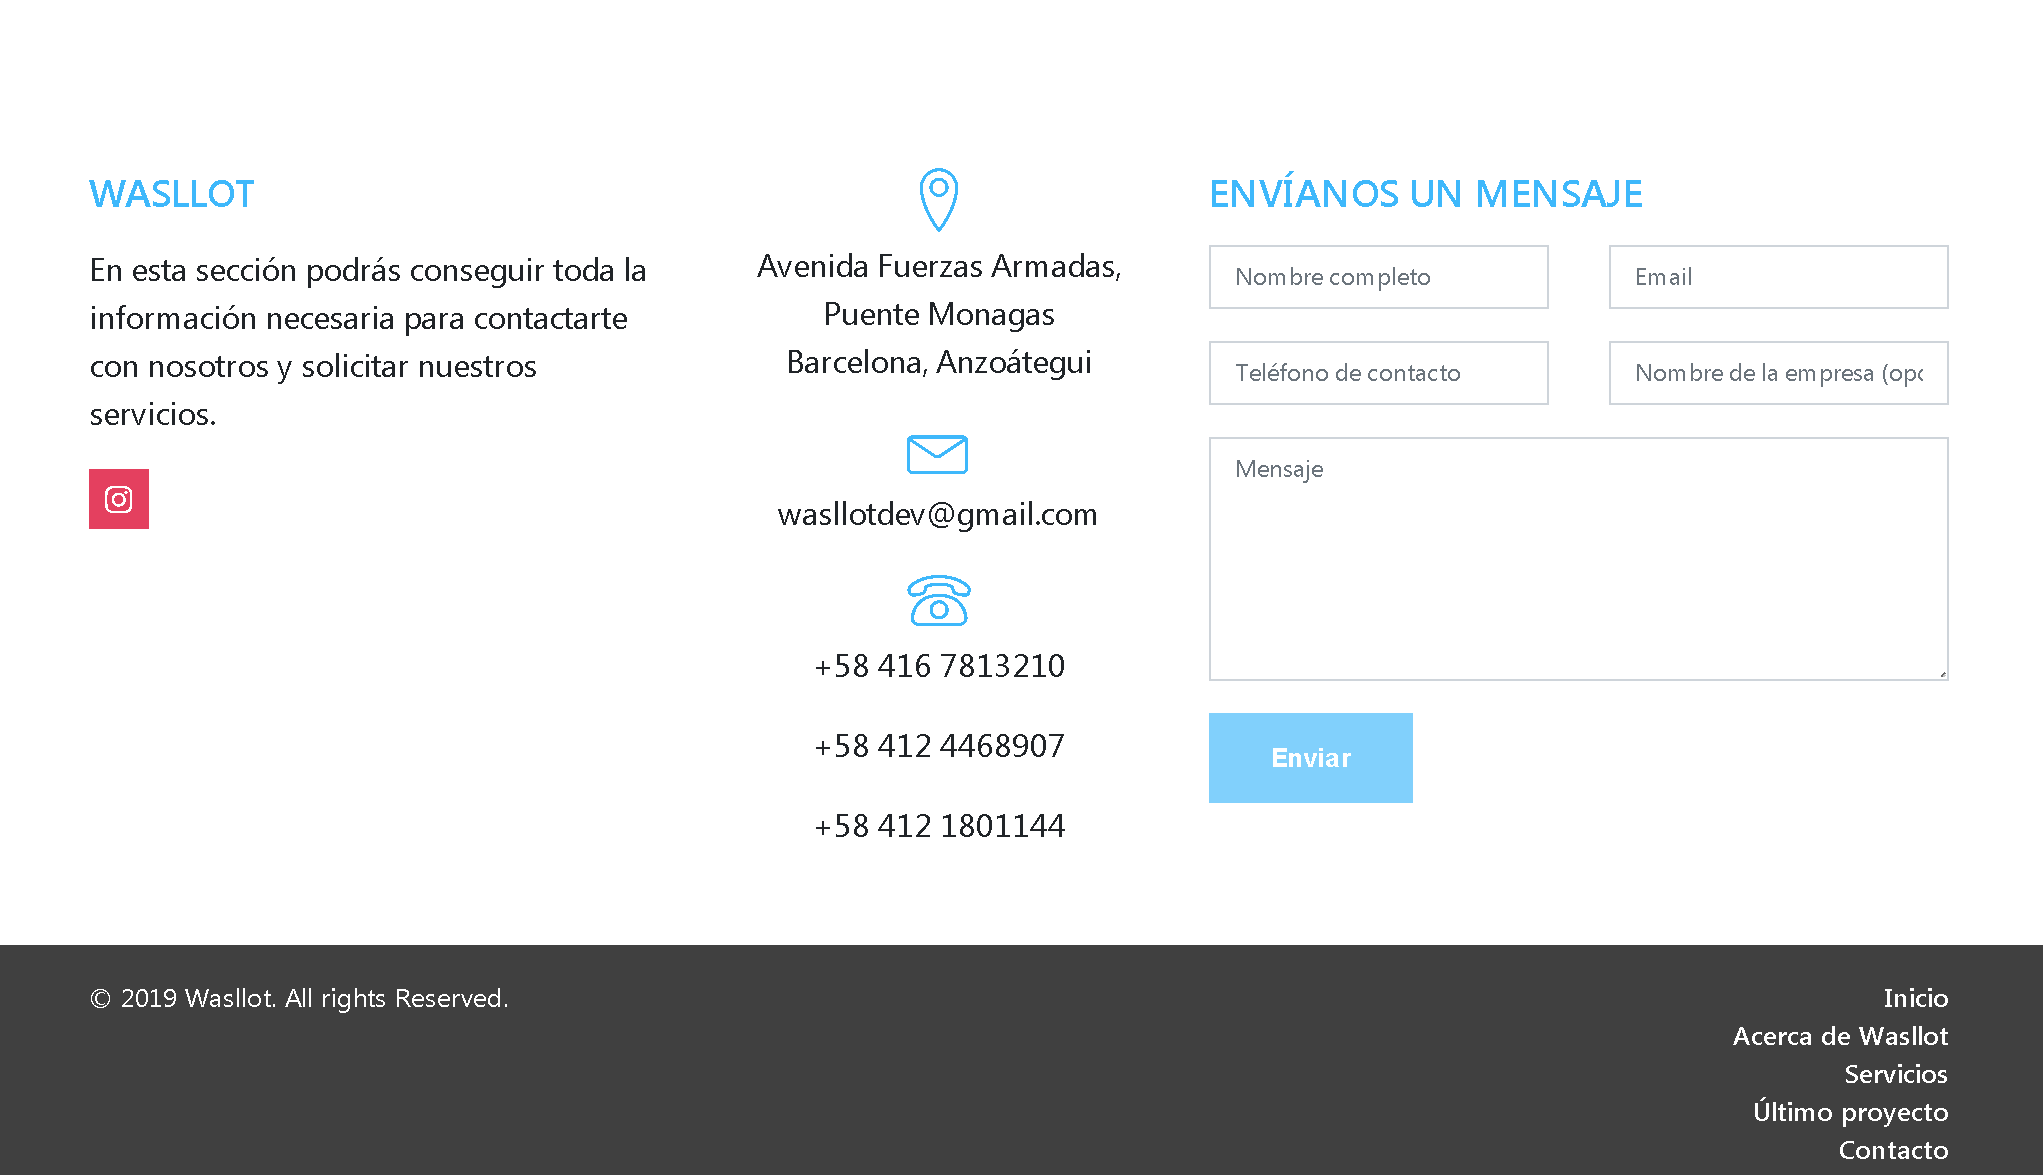 WASLLOT
En esta sección podrás conseguir toda la
información necesaria para contactarte
con nosotros y solicitar nuestros
servicios.
Avenida Fuerzas Armadas,
Puente Monagas
Barcelona, Anzoátegui
wasllotdev@gmail.com
+58 416 7813210
+58 412 4468907
+58 412 1801144
ENVÍANOS UN MENSAJE
Nombre completo
Email
Teléfono de contacto
Nombre de la empresa (opc
Mensaje
Enviar
© 2019 Wasllot. All rights Reserved.
Inicio
Acerca de Wasllot
Servicios
Último proyecto
Contacto